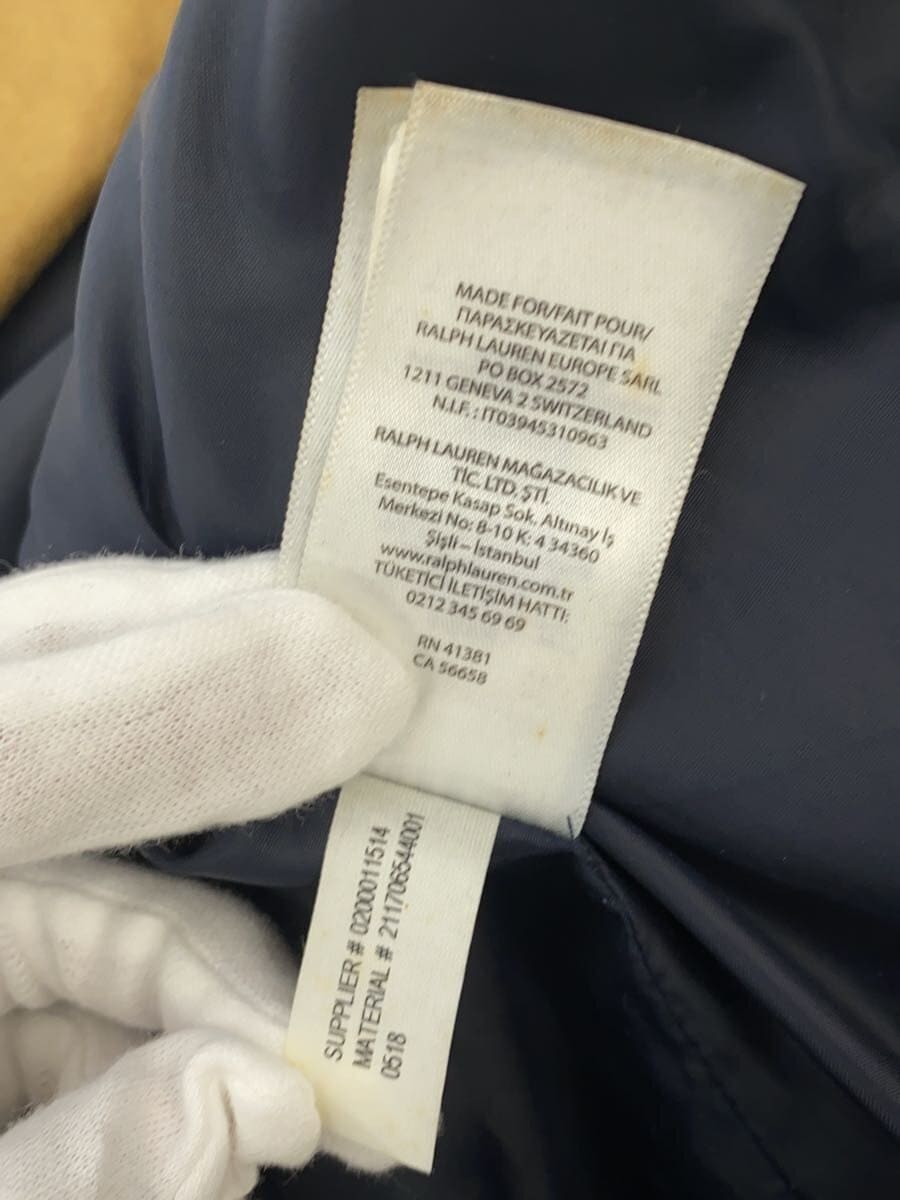 MADE FOR/FAIT POUR/
ΠΑΡΑΣΚΕΥΑΖΕΤΑΙ ΓΙΑ
RALPH LAUREN EUROPE SARL
PO BOX 2572
1211 GENEVA 2 SWITZERLAND
N.I.F. : IT03945310963
RALPH LAUREN MAĞAZACILIK VE
TİC. LTD. ŞTİ.
Esentepe Kasap Sok. Altınay İş
Merkezi No: 8-10 K: 4 34360
Şişli – İstanbul
www.ralphlauren.com.tr
TÜKETİCİ İLETİŞİM HATTI:
0212 345 69 69
RN 41381
CA 56658
SUPPLIER # 0200011514
MATERIAL # 211706544001
0518